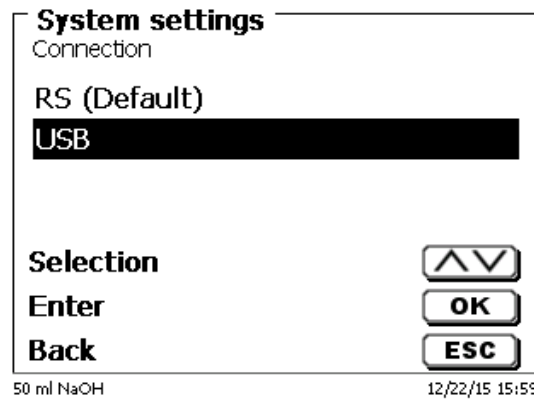 System settings
Connection
RS (Default)
USB
Selection
Enter OK
Back ESC
50 ml NaOH 12/22/15 15:59